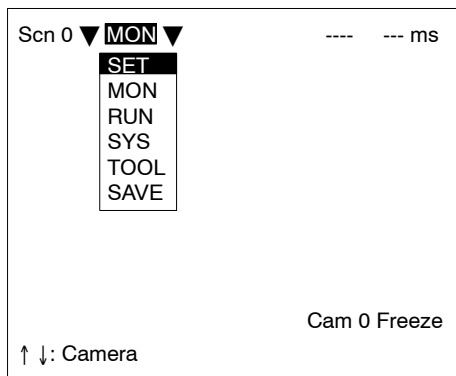 Scn 0 ▼ MON ▼ ---- --- ms
SET
MON
RUN
SYS
TOOL
SAVE
Cam 0 Freeze
↑ ↓: Camera